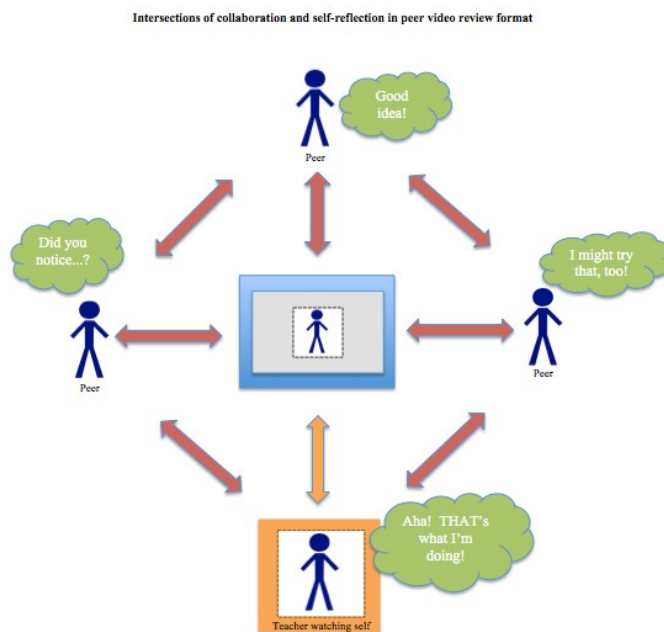 Intersections of collaboration and self-reflection in peer video review format
Good
idea!
Peer
Did you
notice...?
I might try
that, too!
Peer
Peer
Aha!  THAT's
what I'm
doing!
Teacher watching self